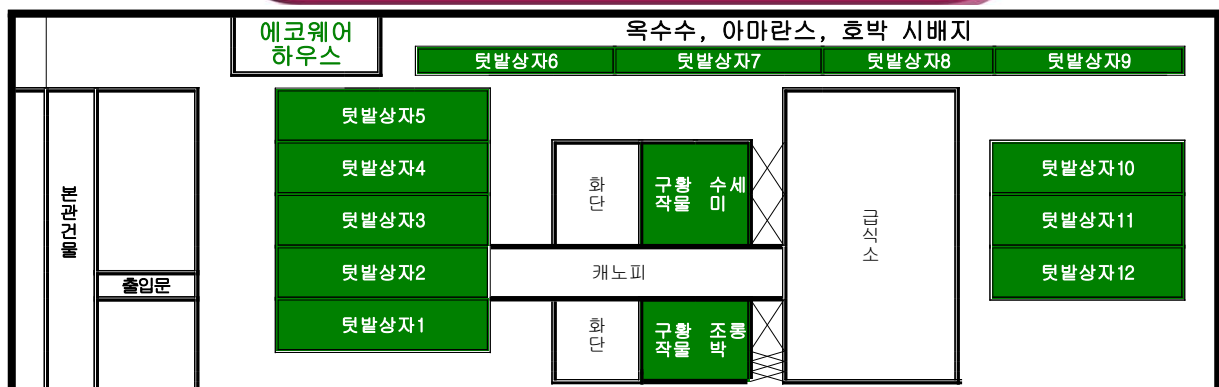 에코웨어
하우스
옥수수, 아마란스, 호박 시배지
텃밭상자6
텃밭상자7
텃밭상자8
텃밭상자9
텃밭상자5
텃밭상자4
텃밭상자3
텃밭상자2
텃밭상자1
본관건물
출입문
화단
구황
작물
수세
미
캐노피
화단
구황
작물
조롱
박
급식소
텃밭상자10
텃밭상자11
텃밭상자12